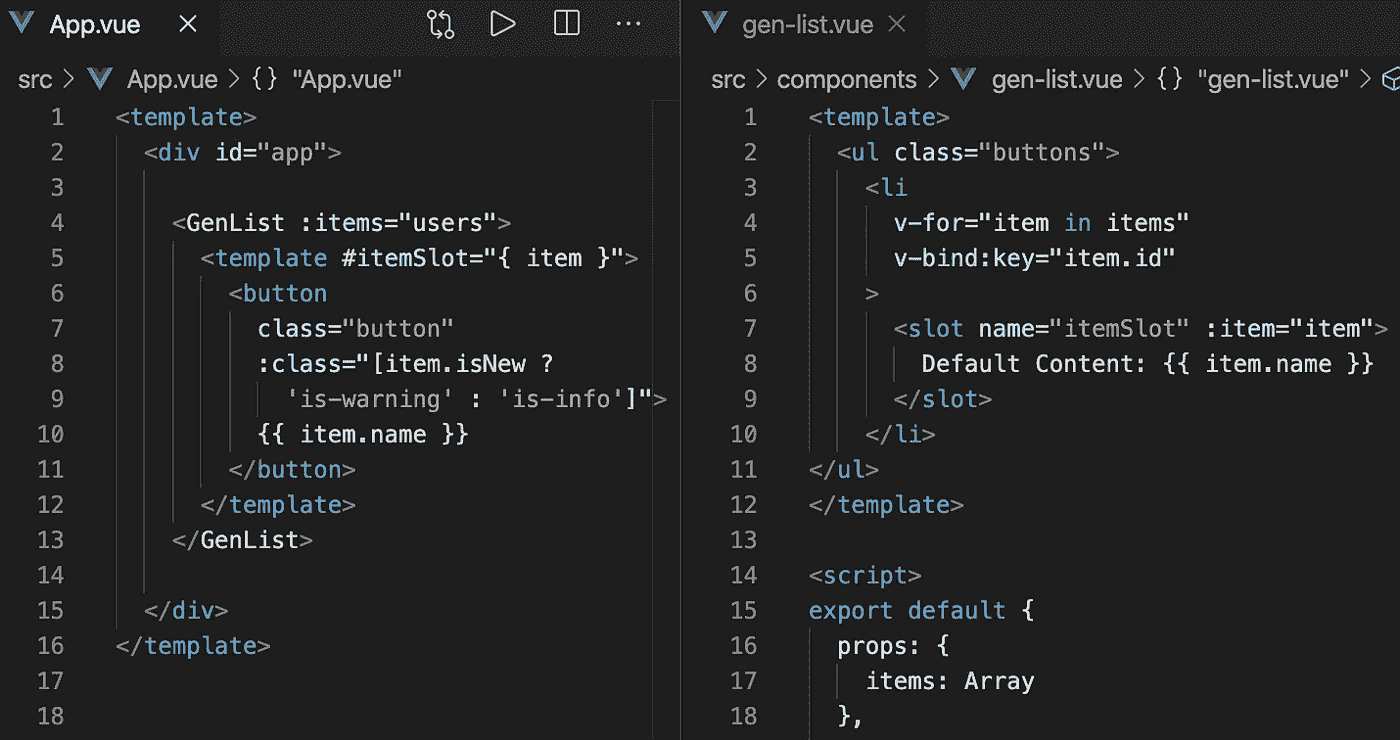 App.vue
src > App.vue > {} "App.vue"
1 <template>
2 <div id="app">
3
4 <GenList :items="users">
5 <template #itemSlot="{ item }">
6 <button
7 class="button"
8 :class="[item.isNew ?
9 'is-warning' : 'is-info']">
10 {{ item.name }}
11 </button>
12 </template>
13 </GenList>
14
15 </div>
16 </template>
17
18
gen-list.vue
src > components > gen-list.vue > {} "gen-list.vue" >
1 <template>
2 <ul class="buttons">
3 <li
4 v-for="item in items"
5 v-bind:key="item.id"
6 >
7 <slot name="itemSlot" :item="item">
8 Default Content: {{ item.name }}
9 </slot>
10 </li>
11 </ul>
12 </template>
13
14 <script>
15 export default {
16 props: {
17 items: Array
18 },